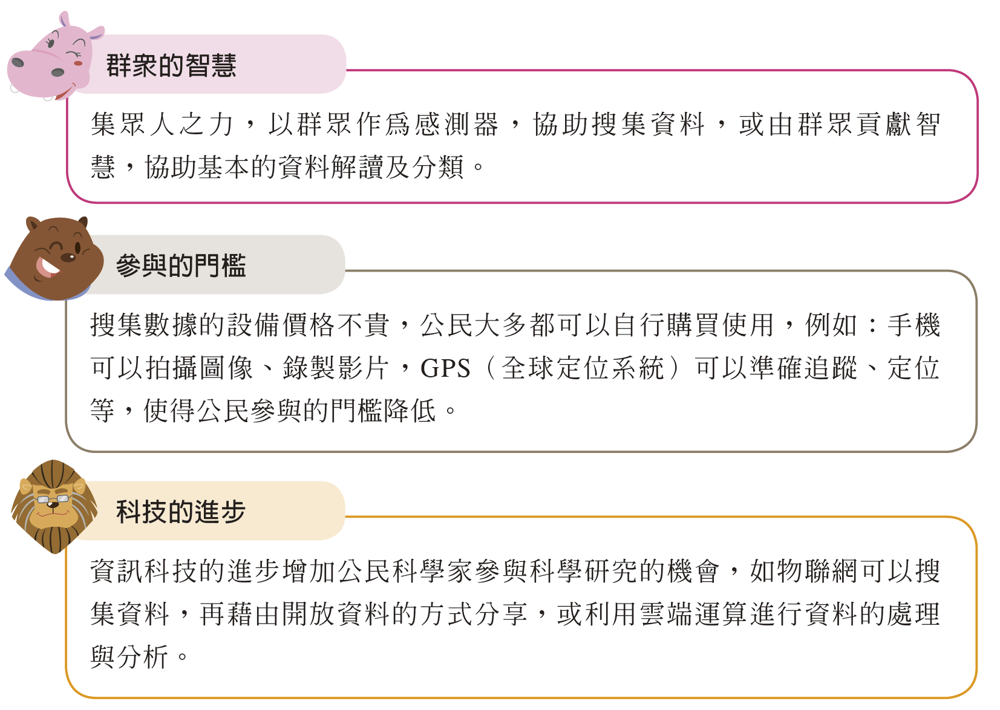 群眾的智慧
集眾人之力，以群眾作為感測器，協助搜集資料，或由群眾貢獻智
慧，協助基本的資料解讀及分類。
參與的門檻
搜集數據的設備價格不貴，公民大多都可以自行購買使用，例如：手機
可以拍攝圖像、錄製影片，GPS（全球定位系統）可以準確追蹤、定位
等，使得公民參與的門檻降低。
科技的進步
資訊科技的進步增加公民科學家參與科學研究的機會，如物聯網可以搜
集資料，再藉由開放資料的方式分享，或利用雲端運算進行資料的處理
與分析。